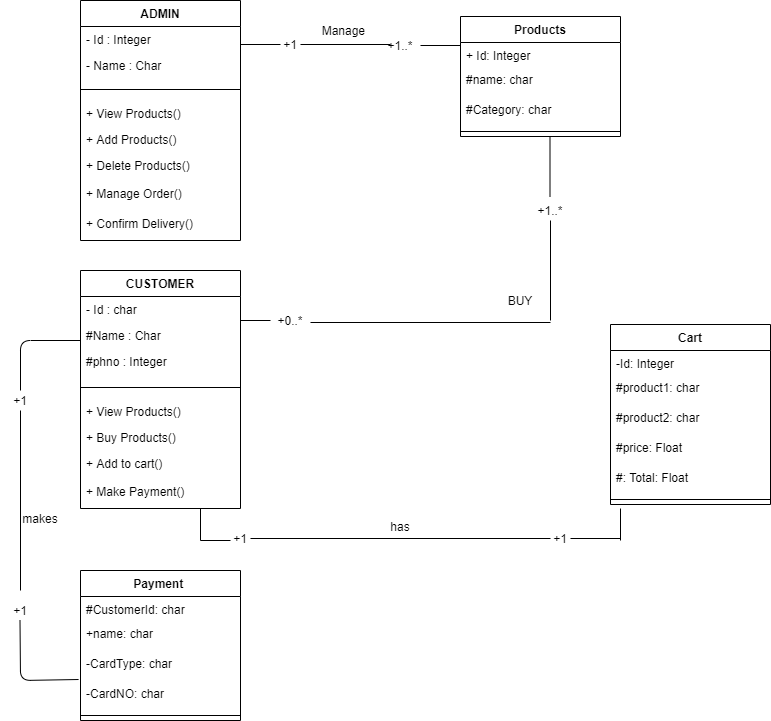 ADMIN
- Id : Integer
- Name : Char
+ View Products()
+ Add Products()
+ Delete Products()
+ Manage Order()
+ Confirm Delivery()
+1
Manage
+1..*
Products
+ Id: Integer
#name: char
#Category: char
+1..*
BUY
+0..*
CUSTOMER
- Id : char
#Name : Char
#phno : Integer
+ View Products()
+ Buy Products()
+ Add to cart()
+ Make Payment()
Cart
-Id: Integer
#product1: char
#product2: char
#price: Float
#: Total: Float
+1
has
+1
+1
makes
+1
Payment
#CustomerId: char
+name: char
-CardType: char
-CardNO: char